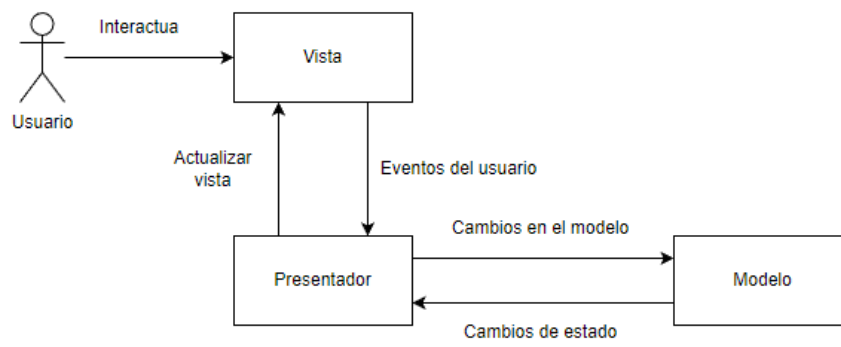 Interactua
Vista
Usuario
Actualizar
vista
Eventos del usuario
Cambios en el modelo
Presentador
Modelo
Cambios de estado